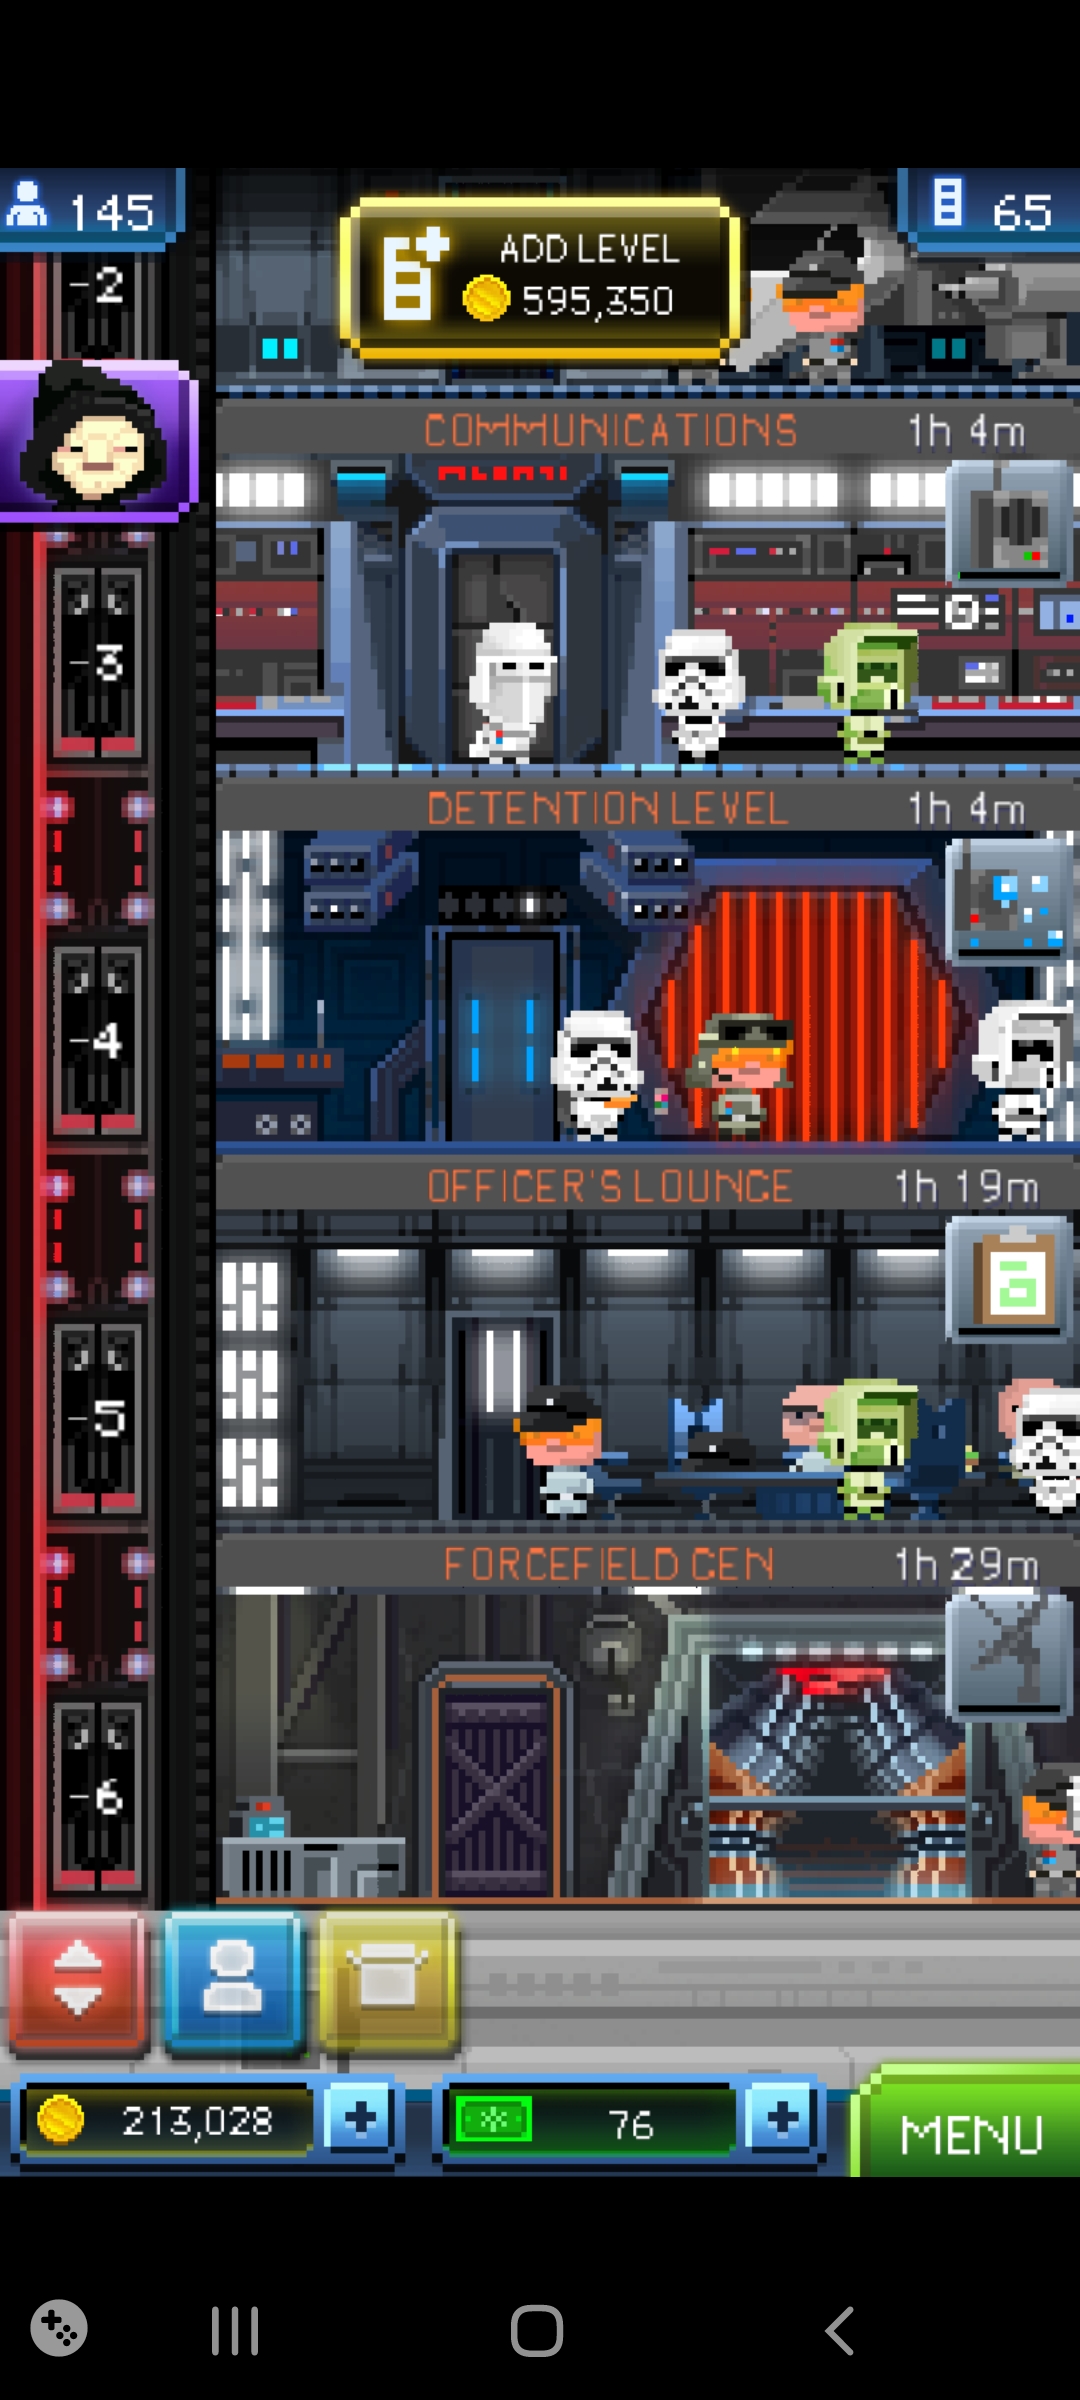 145
ADD LEVEL
595,350
65
-2
COMMUNICATIONS 1h 4m
-3
DETENTION LEVEL 1h 4m
-4
OFFICER'S LOUNGE 1h 19m
-5
FORCEFIELD GEN 1h 29m
-6
213,028
76
MENU